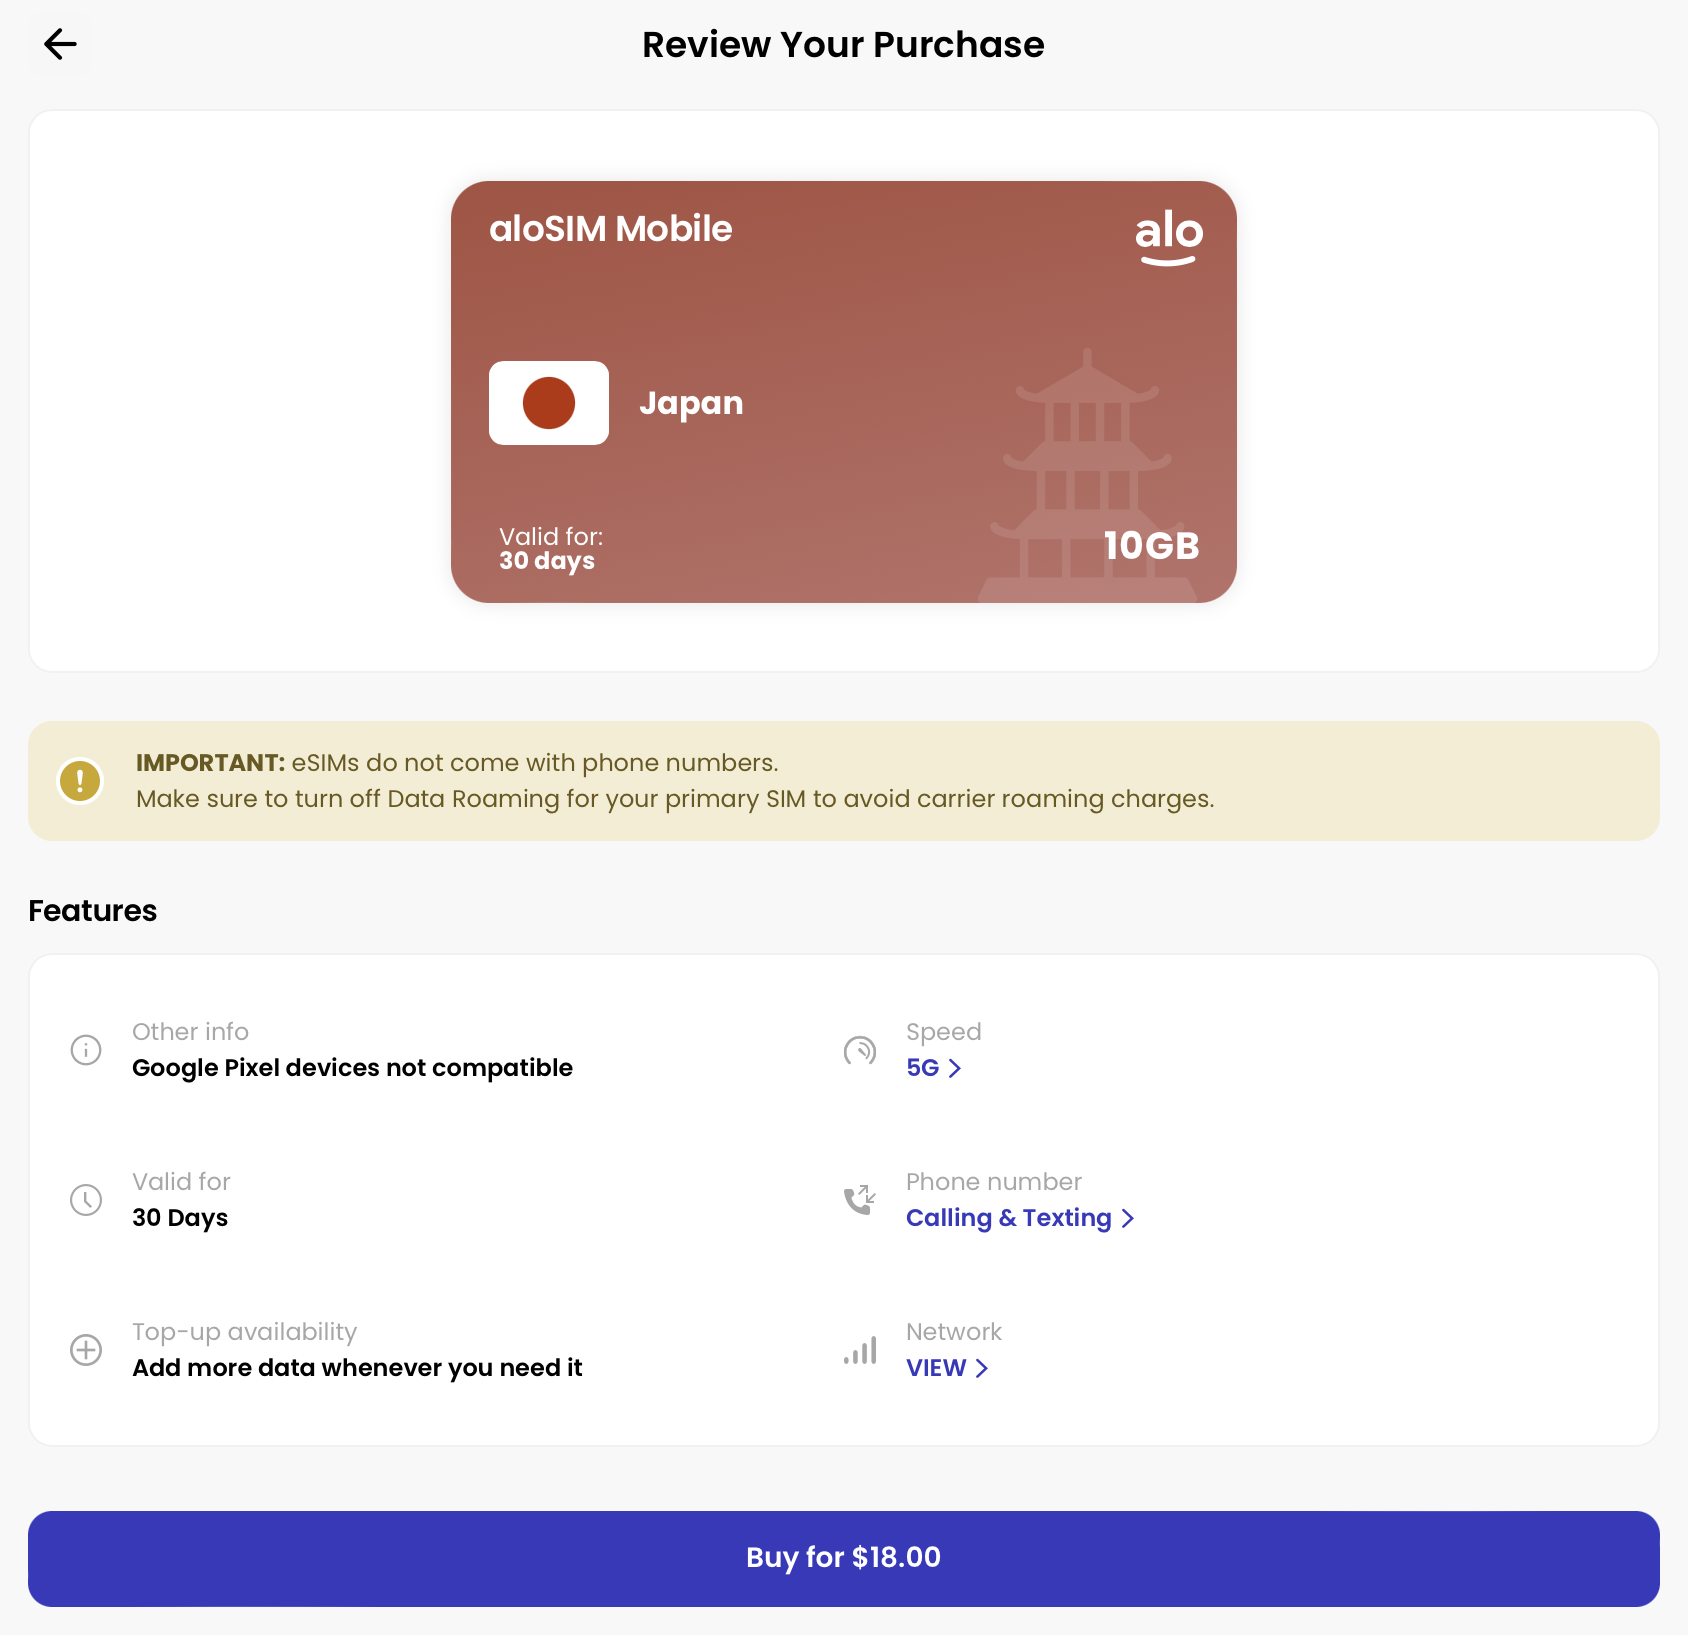 Review Your Purchase
aloSIM Mobile
alo
Japan
Valid for:
30 days
10GB
IMPORTANT: eSIMs do not come with phone numbers.
Make sure to turn off Data Roaming for your primary SIM to avoid carrier roaming charges.
Features
Other info
Google Pixel devices not compatible
Speed
5G
Valid for
30 Days
Phone number
Calling & Texting
Top-up availability
Add more data whenever you need it
Network
VIEW
Buy for $18.00